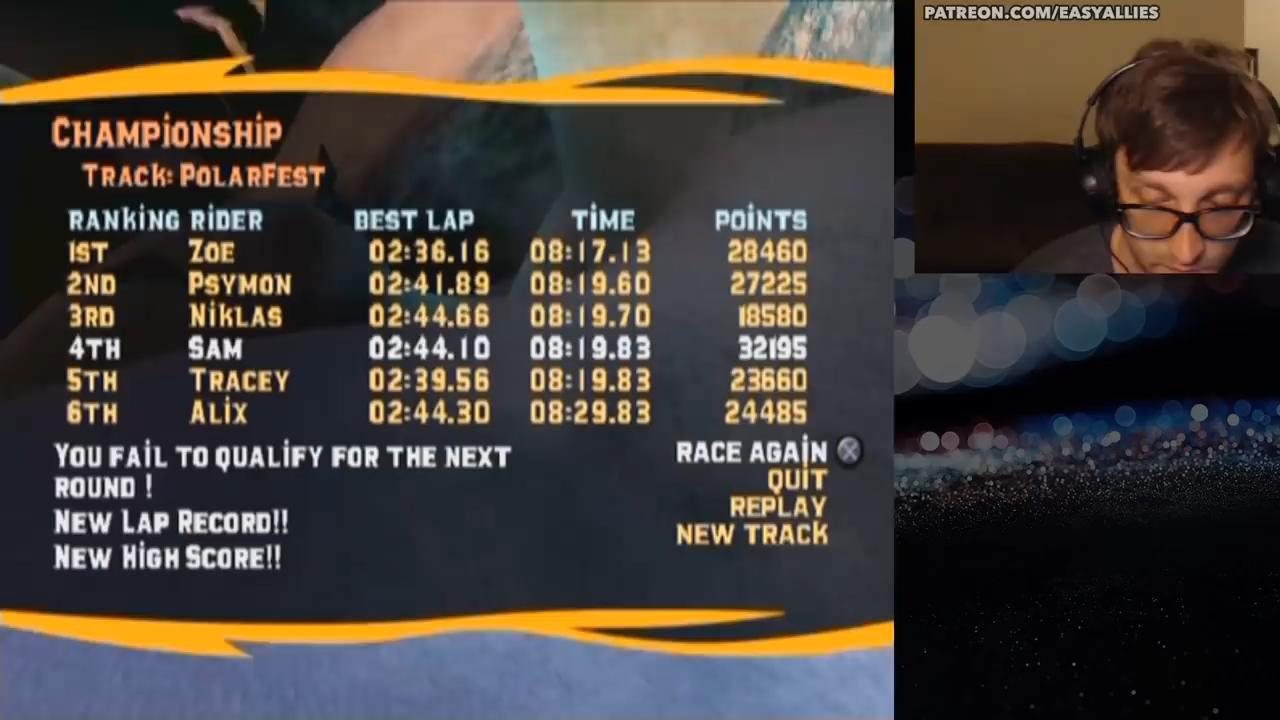 PATREON.COM/EASYALLIES
CHAMPIONSHIP
TRACK: POLARFEST
RANKING RIDER BEST LAP TIME POINTS
1ST ZOE 02:36.16 08:17.13 28460
2ND PSYMON 02:41.89 08:19.60 27225
3RD NIKLAS 02:44.66 08:19.70 18580
4TH SAM 02:44.10 08:19.83 32195
5TH TRACEY 02:39.56 08:19.83 23660
6TH ALIX 02:44.30 08:29.83 24485
YOU FAIL TO QUALIFY FOR THE NEXT
ROUND !
NEW LAP RECORD!!
NEW HIGH SCORE!!
RACE AGAIN
QUIT
REPLAY
NEW TRACK